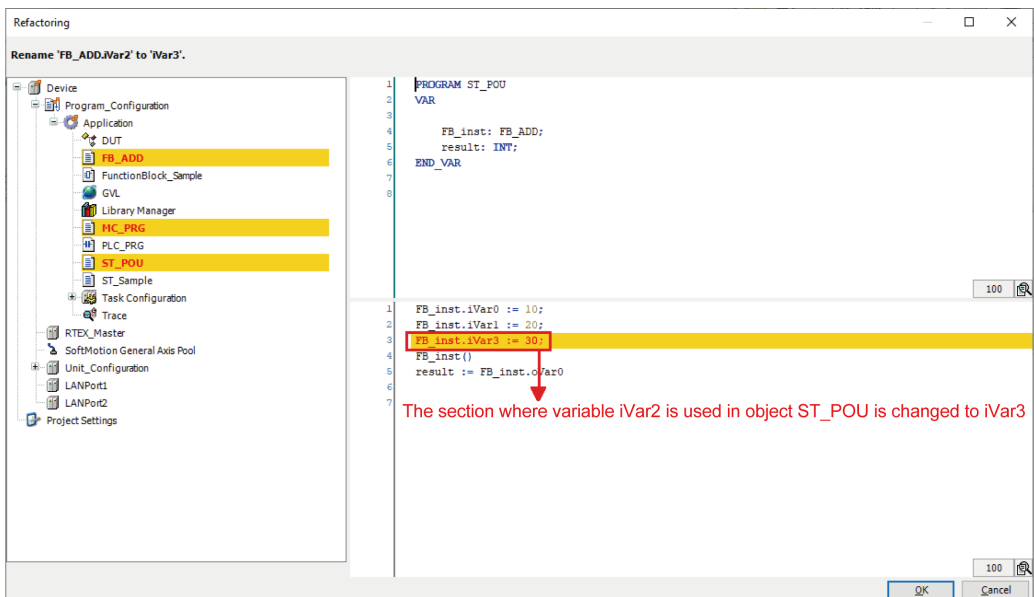 Refactoring
Rename 'FB_ADD.iVar2' to 'iVar3'.
Device
Program_Configuration
Application
DUT
FB_ADD
FunctionBlock_Sample
GVL
Library Manager
MC_PRG
PLC_PRG
ST_POU
ST_Sample
Task Configuration
Trace
RTEX_Master
SoftMotion General Axis Pool
Unit_Configuration
LANPort1
LANPort2
Project Settings
1 PROGRAM ST_POU
2 VAR
3
4 FB_inst: FB_ADD;
5 result: INT;
6 END_VAR
7
8
100
1 FB_inst.iVar0 := 10;
2 FB_inst.iVar1 := 20;
3 FB_inst.iVar3 := 30;
4 FB_inst()
5 result := FB_inst.oVar0
6
7
The section where variable iVar2 is used in object ST_POU is changed to iVar3
100
OK Cancel